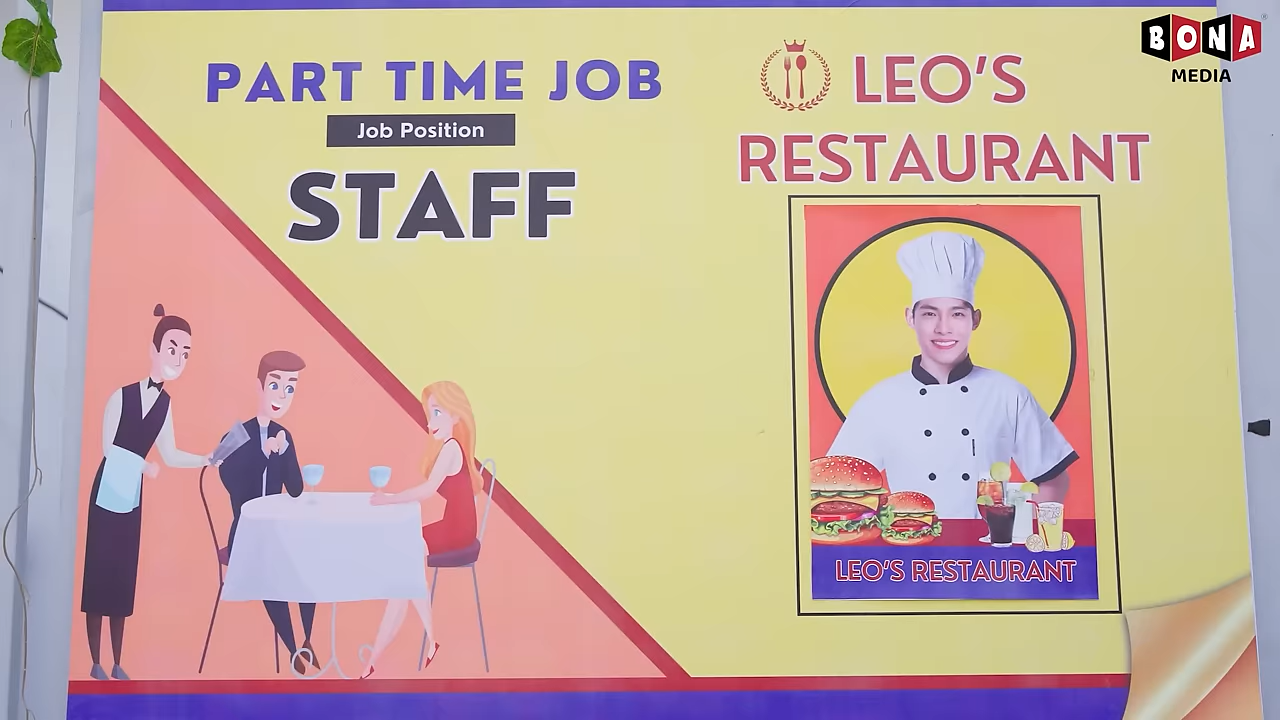 PART TIME JOB
Job Position
STAFF
LEO'S
RESTAURANT
LEO'S RESTAURANT
BONA
MEDIA